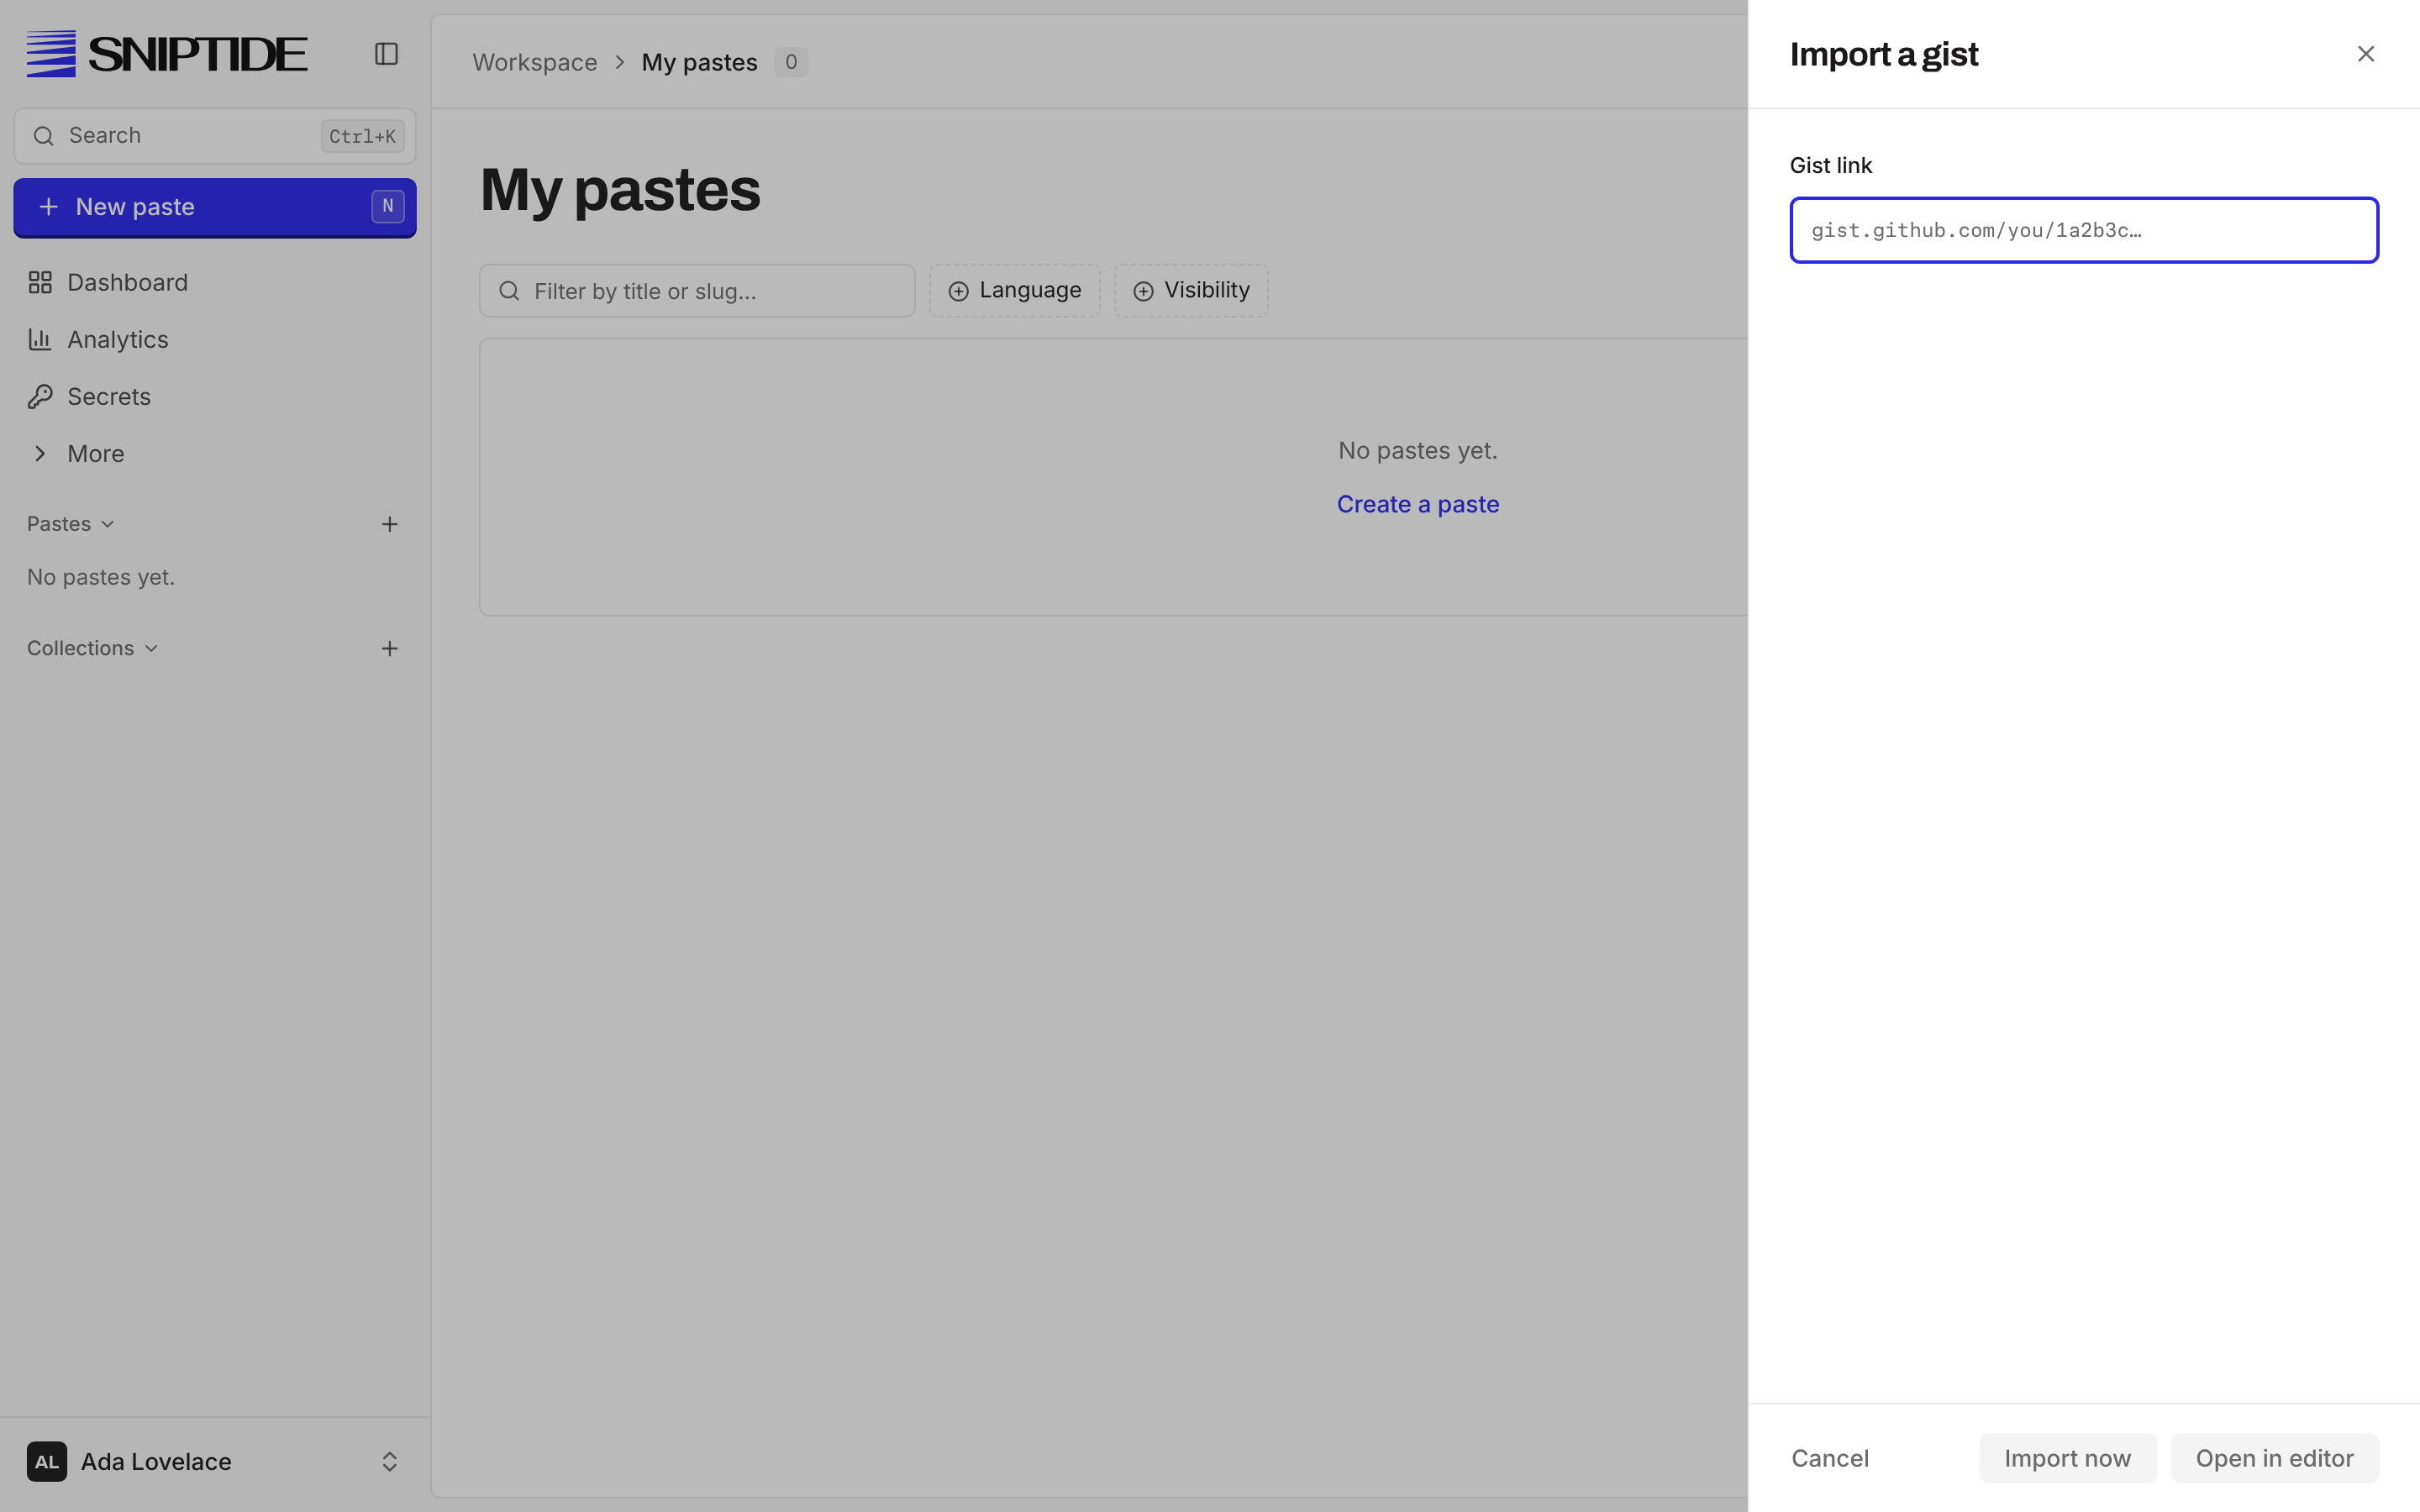 SNIPTIDE
Search Ctrl+K
New paste N
Dashboard
Analytics
Secrets
More
Pastes
No pastes yet.
Collections
AL Ada Lovelace
Workspace > My pastes 0
My pastes
Filter by title or slug... Language Visibility
No pastes yet.
Create a paste
Import a gist
Gist link
gist.github.com/you/1a2b3c…
Cancel Import now Open in editor